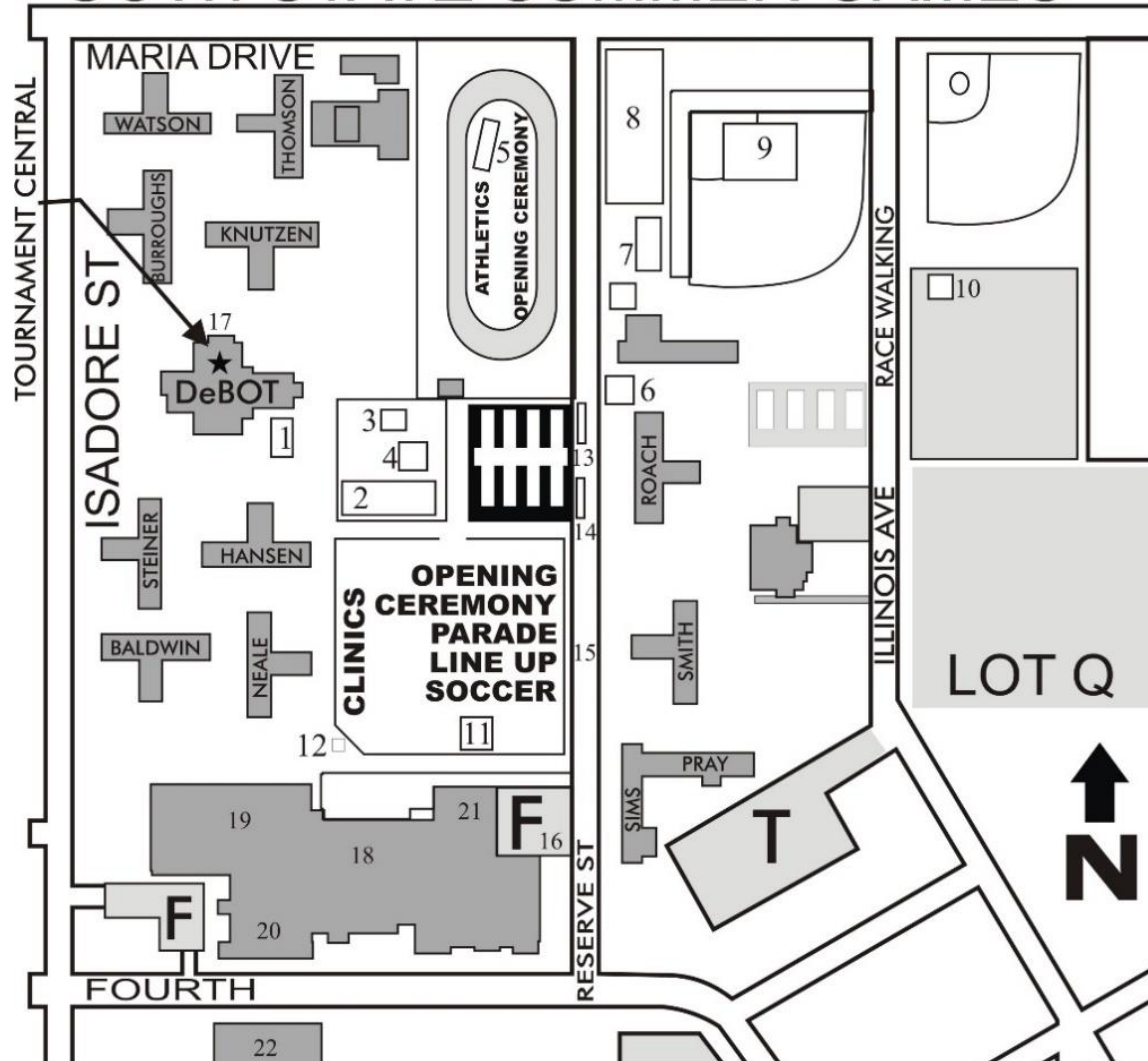 MARIA DRIVE
WATSON
THOMSON
TOURNAMENT CENTRAL
BURROUGHS
KNUTZEN
ISADORE ST
17
DeBOT
1
ATHLETICS
5
OPENING CEREMONY
8
9
7
RACE WALKING
10
6
3
4
2
13
14
ROACH
STEINER
HANSEN
CLINICS
OPENING
CEREMONY
PARADE
LINE UP
SOCCER
15
ILLINOIS AVE
BALDWIN
NEALE
SMITH
LOT Q
11
12
PRAY
SIMS
19
18
21
F
16
T
N
F
20
RESERVE ST
FOURTH
22